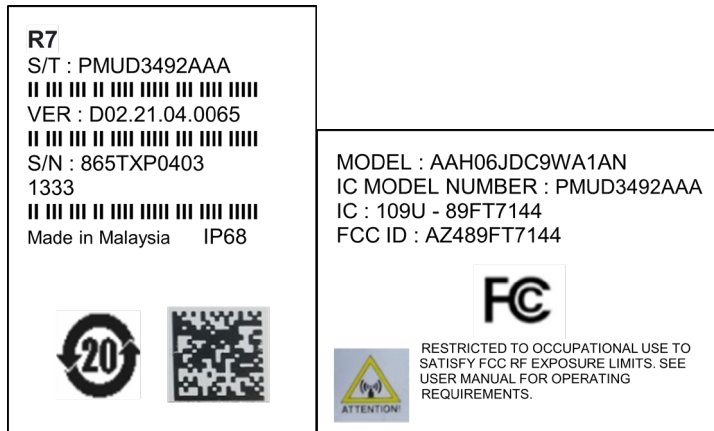 R7
S/T : PMUD3492AAA
VER : D02.21.04.0065
S/N : 865TXP0403
1333
Made in Malaysia IP68
20
MODEL : AAH06JDC9WA1AN
IC MODEL NUMBER : PMUD3492AAA
IC : 109U - 89FT7144
FCC ID : AZ489FT7144
FC
RESTRICTED TO OCCUPATIONAL USE TO
SATISFY FCC RF EXPOSURE LIMITS. SEE
USER MANUAL FOR OPERATING
REQUIREMENTS.
ATTENTION!